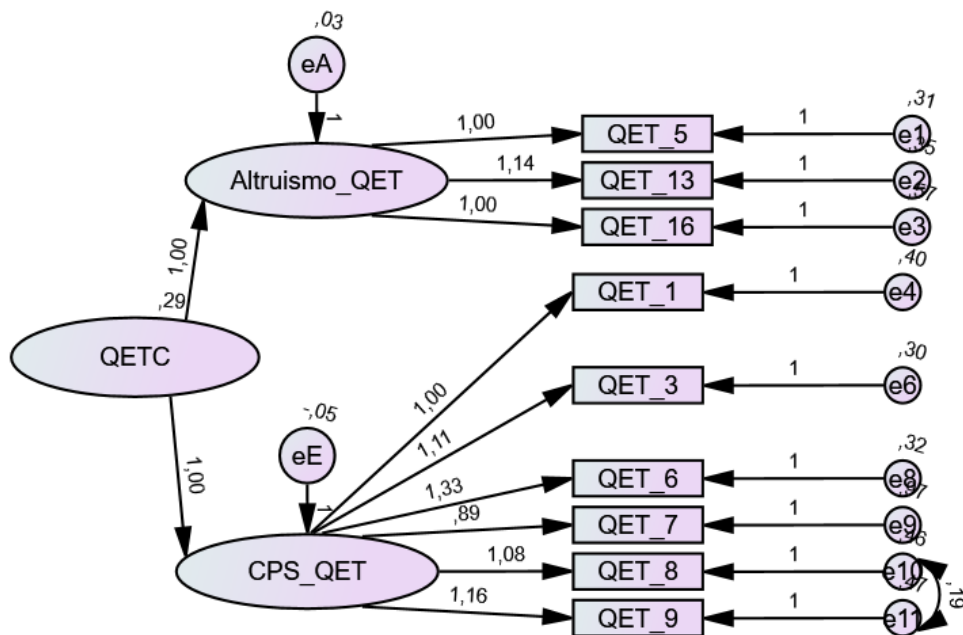 ,03
eA
1
Altruismo_QET
1,00
QET_5
1
,31
e1
1,14
QET_13
1
e2
1,00
QET_16
1
e3
1,00
,29
QETC
1,00
QET_1
1
,40
e4
1,11
QET_3
1
,30
e6
-,05
eE
1
CPS_QET
1,00
1,33
QET_6
1
,32
e8
,89
QET_7
1
e9
1,08
QET_8
1
e10
1,16
QET_9
1
,47
e11
,19